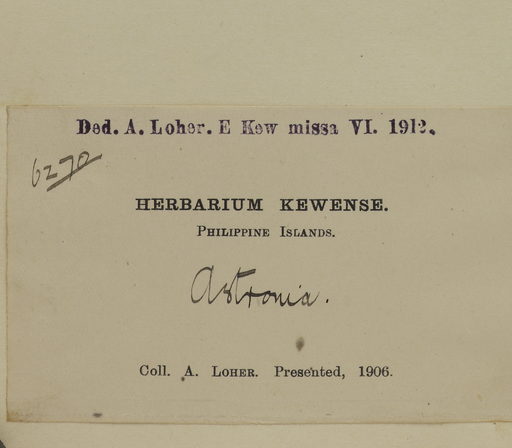 Ded. A. Loher. E Kew missa VI. 1912.
6270
HERBARIUM KEWENSE.
PHILIPPINE ISLANDS.
Astronia.
Coll. A. LOHER. Presented, 1906.